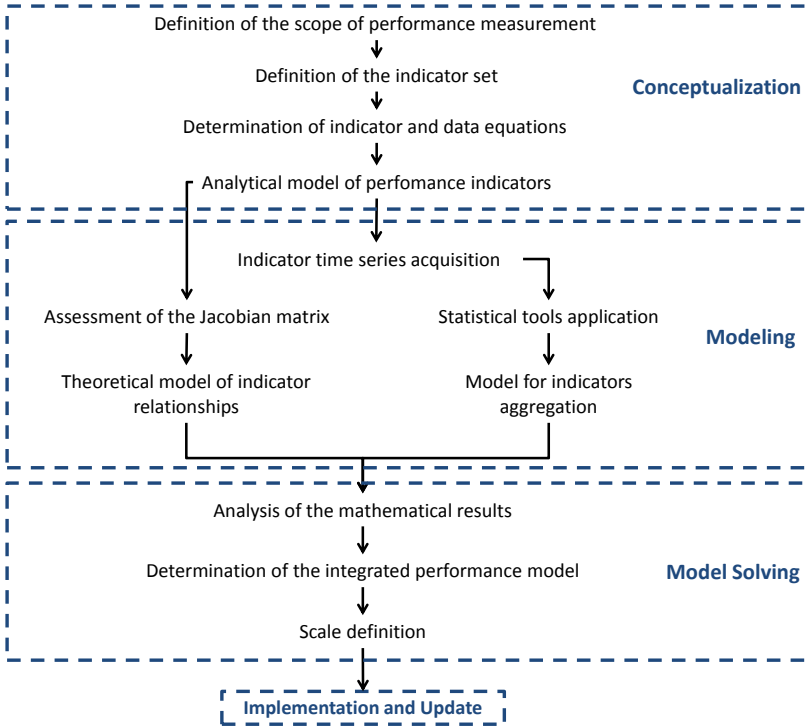 Definition of the scope of performance measurement
Definition of the indicator set
Conceptualization
Determination of indicator and data equations
Analytical model of perfomance indicators
Indicator time series acquisition
Assessment of the Jacobian matrix
Statistical tools application
Modeling
Theoretical model of indicator
relationships
Model for indicators
aggregation
Analysis of the mathematical results
Determination of the integrated performance model
Model Solving
Scale definition
Implementation and Update